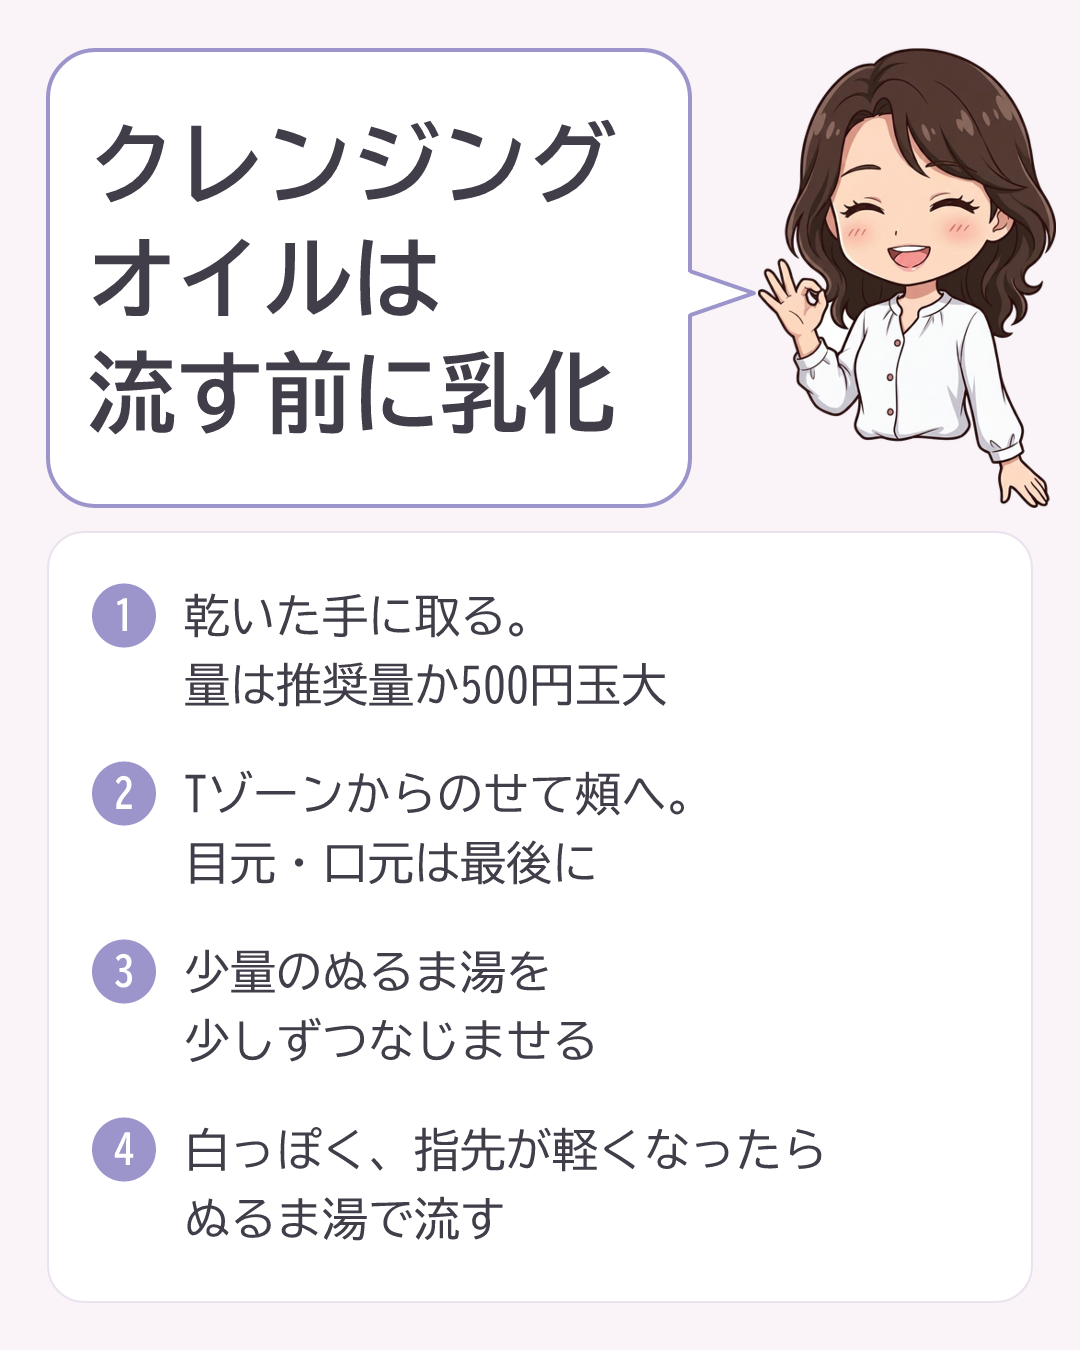 クレンジング
オイルは
流す前に乳化
1 乾いた手に取る。
量は推奨量か500円玉大
2 Tゾーンからのせて頰へ。
目元・口元は最後に
3 少量のぬるま湯を
少しずつなじませる
4 白っぽく、指先が軽くなったら
ぬるま湯で流す